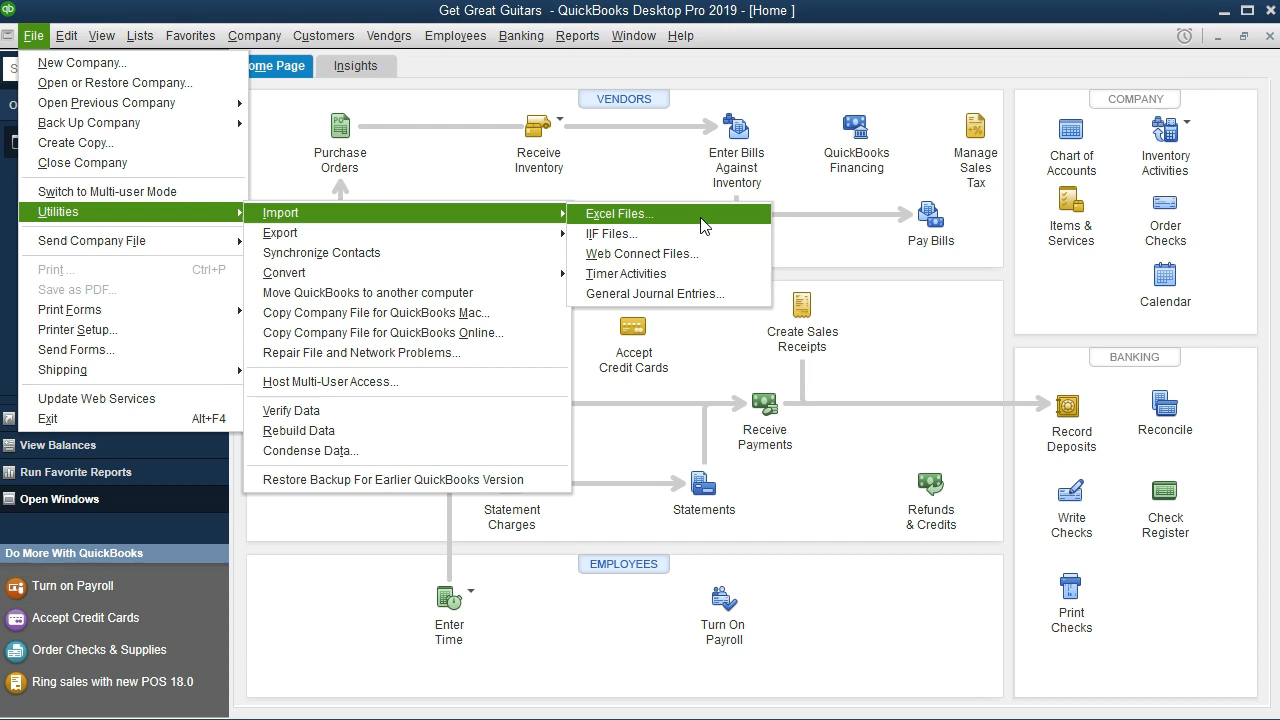 qb
Get Great Guitars - QuickBooks Desktop Pro 2019 - [Home ]
File Edit View Lists Favorites Company Customers Vendors Employees Banking Reports Window Help
New Company...
Open or Restore Company...
Open Previous Company
Back Up Company
Create Copy...
Close Company
Switch to Multi-user Mode
Utilities
Send Company File
Print... Ctrl+P
Save as PDF...
Print Forms
Printer Setup...
Send Forms...
Shipping
Update Web Services
Exit Alt+F4
Import
Export
Synchronize Contacts
Convert
Move QuickBooks to another computer
Copy Company File for QuickBooks Mac...
Copy Company File for QuickBooks Online...
Repair File and Network Problems...
Host Multi-User Access...
Verify Data
Rebuild Data
Condense Data...
Restore Backup For Earlier QuickBooks Version
Excel Files...
IIF Files...
Web Connect Files...
Timer Activities
General Journal Entries...
ome Page
Insights
VENDORS
Purchase
Orders
Receive
Inventory
Enter Bills
Against
Inventory
QuickBooks
Financing
Manage
Sales
Tax
Pay Bills
Accept
Credit Cards
Create Sales
Receipts
Receive
Payments
Statement
Charges
Statements
Refunds
& Credits
EMPLOYEES
Enter
Time
Turn On
Payroll
COMPANY
Chart of
Accounts
Inventory
Activities
Items &
Services
Order
Checks
Calendar
BANKING
Record
Deposits
Reconcile
Write
Checks
Check
Register
Print
Checks
View Balances
Run Favorite Reports
Open Windows
Do More With QuickBooks
Turn on Payroll
Accept Credit Cards
Order Checks & Supplies
Ring sales with new POS 18.0